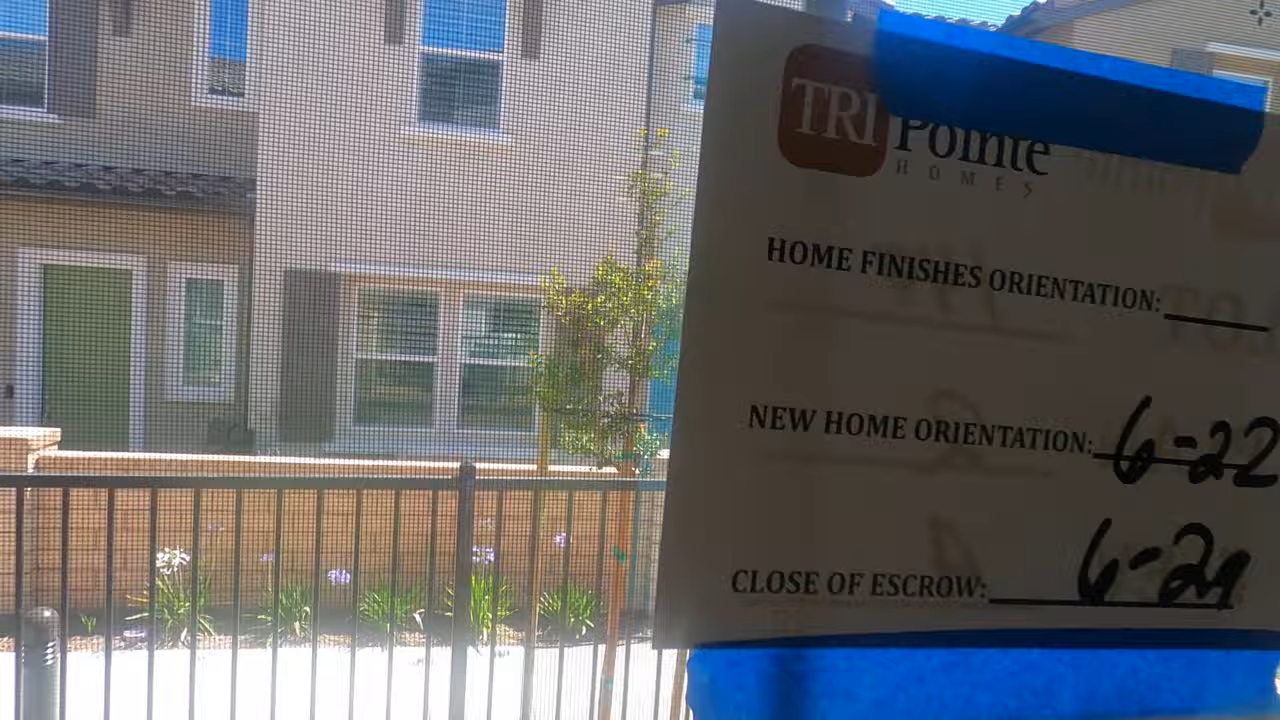 TRI Pointe
HOMES
HOME FINISHES ORIENTATION:
NEW HOME ORIENTATION: 6-22
CLOSE OF ESCROW: 6-29